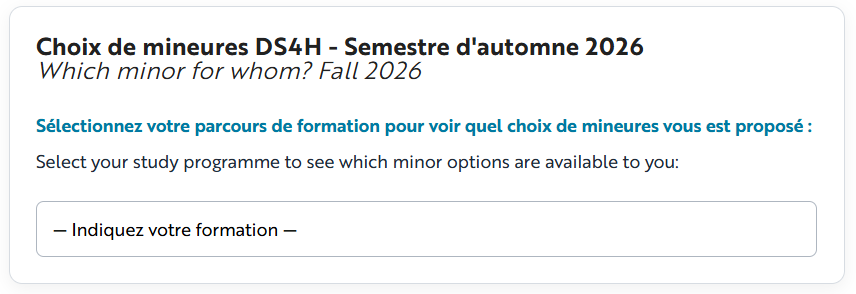 Choix de mineures DS4H - Semestre d'automne 2026
Which minor for whom? Fall 2026
Sélectionnez votre parcours de formation pour voir quel choix de mineures vous est proposé :
Select your study programme to see which minor options are available to you:
— Indiquez votre formation —